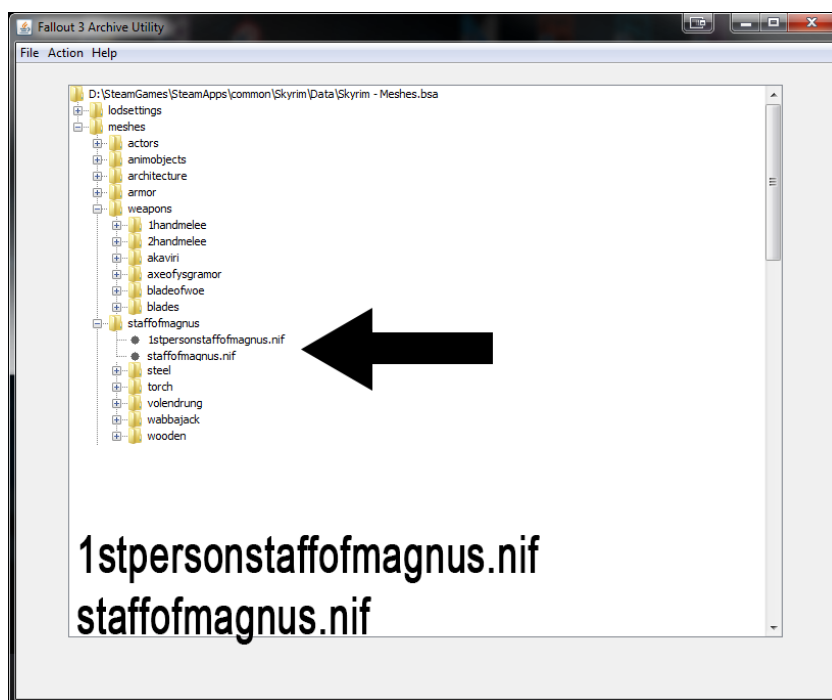 Fallout 3 Archive Utility
File Action Help
D:\SteamGames\SteamApps\common\Skyrim\Data\Skyrim - Meshes.bsa
lodsettings
meshes
actors
animobjects
architecture
armor
weapons
1handmelee
2handmelee
akaviri
axeofysgramor
bladeofwoe
blades
staffofmagnus
1stpersonstaffofmagnus.nif
staffofmagnus.nif
steel
torch
volendrung
wabbajack
wooden
1stpersonstaffofmagnus.nif
staffofmagnus.nif